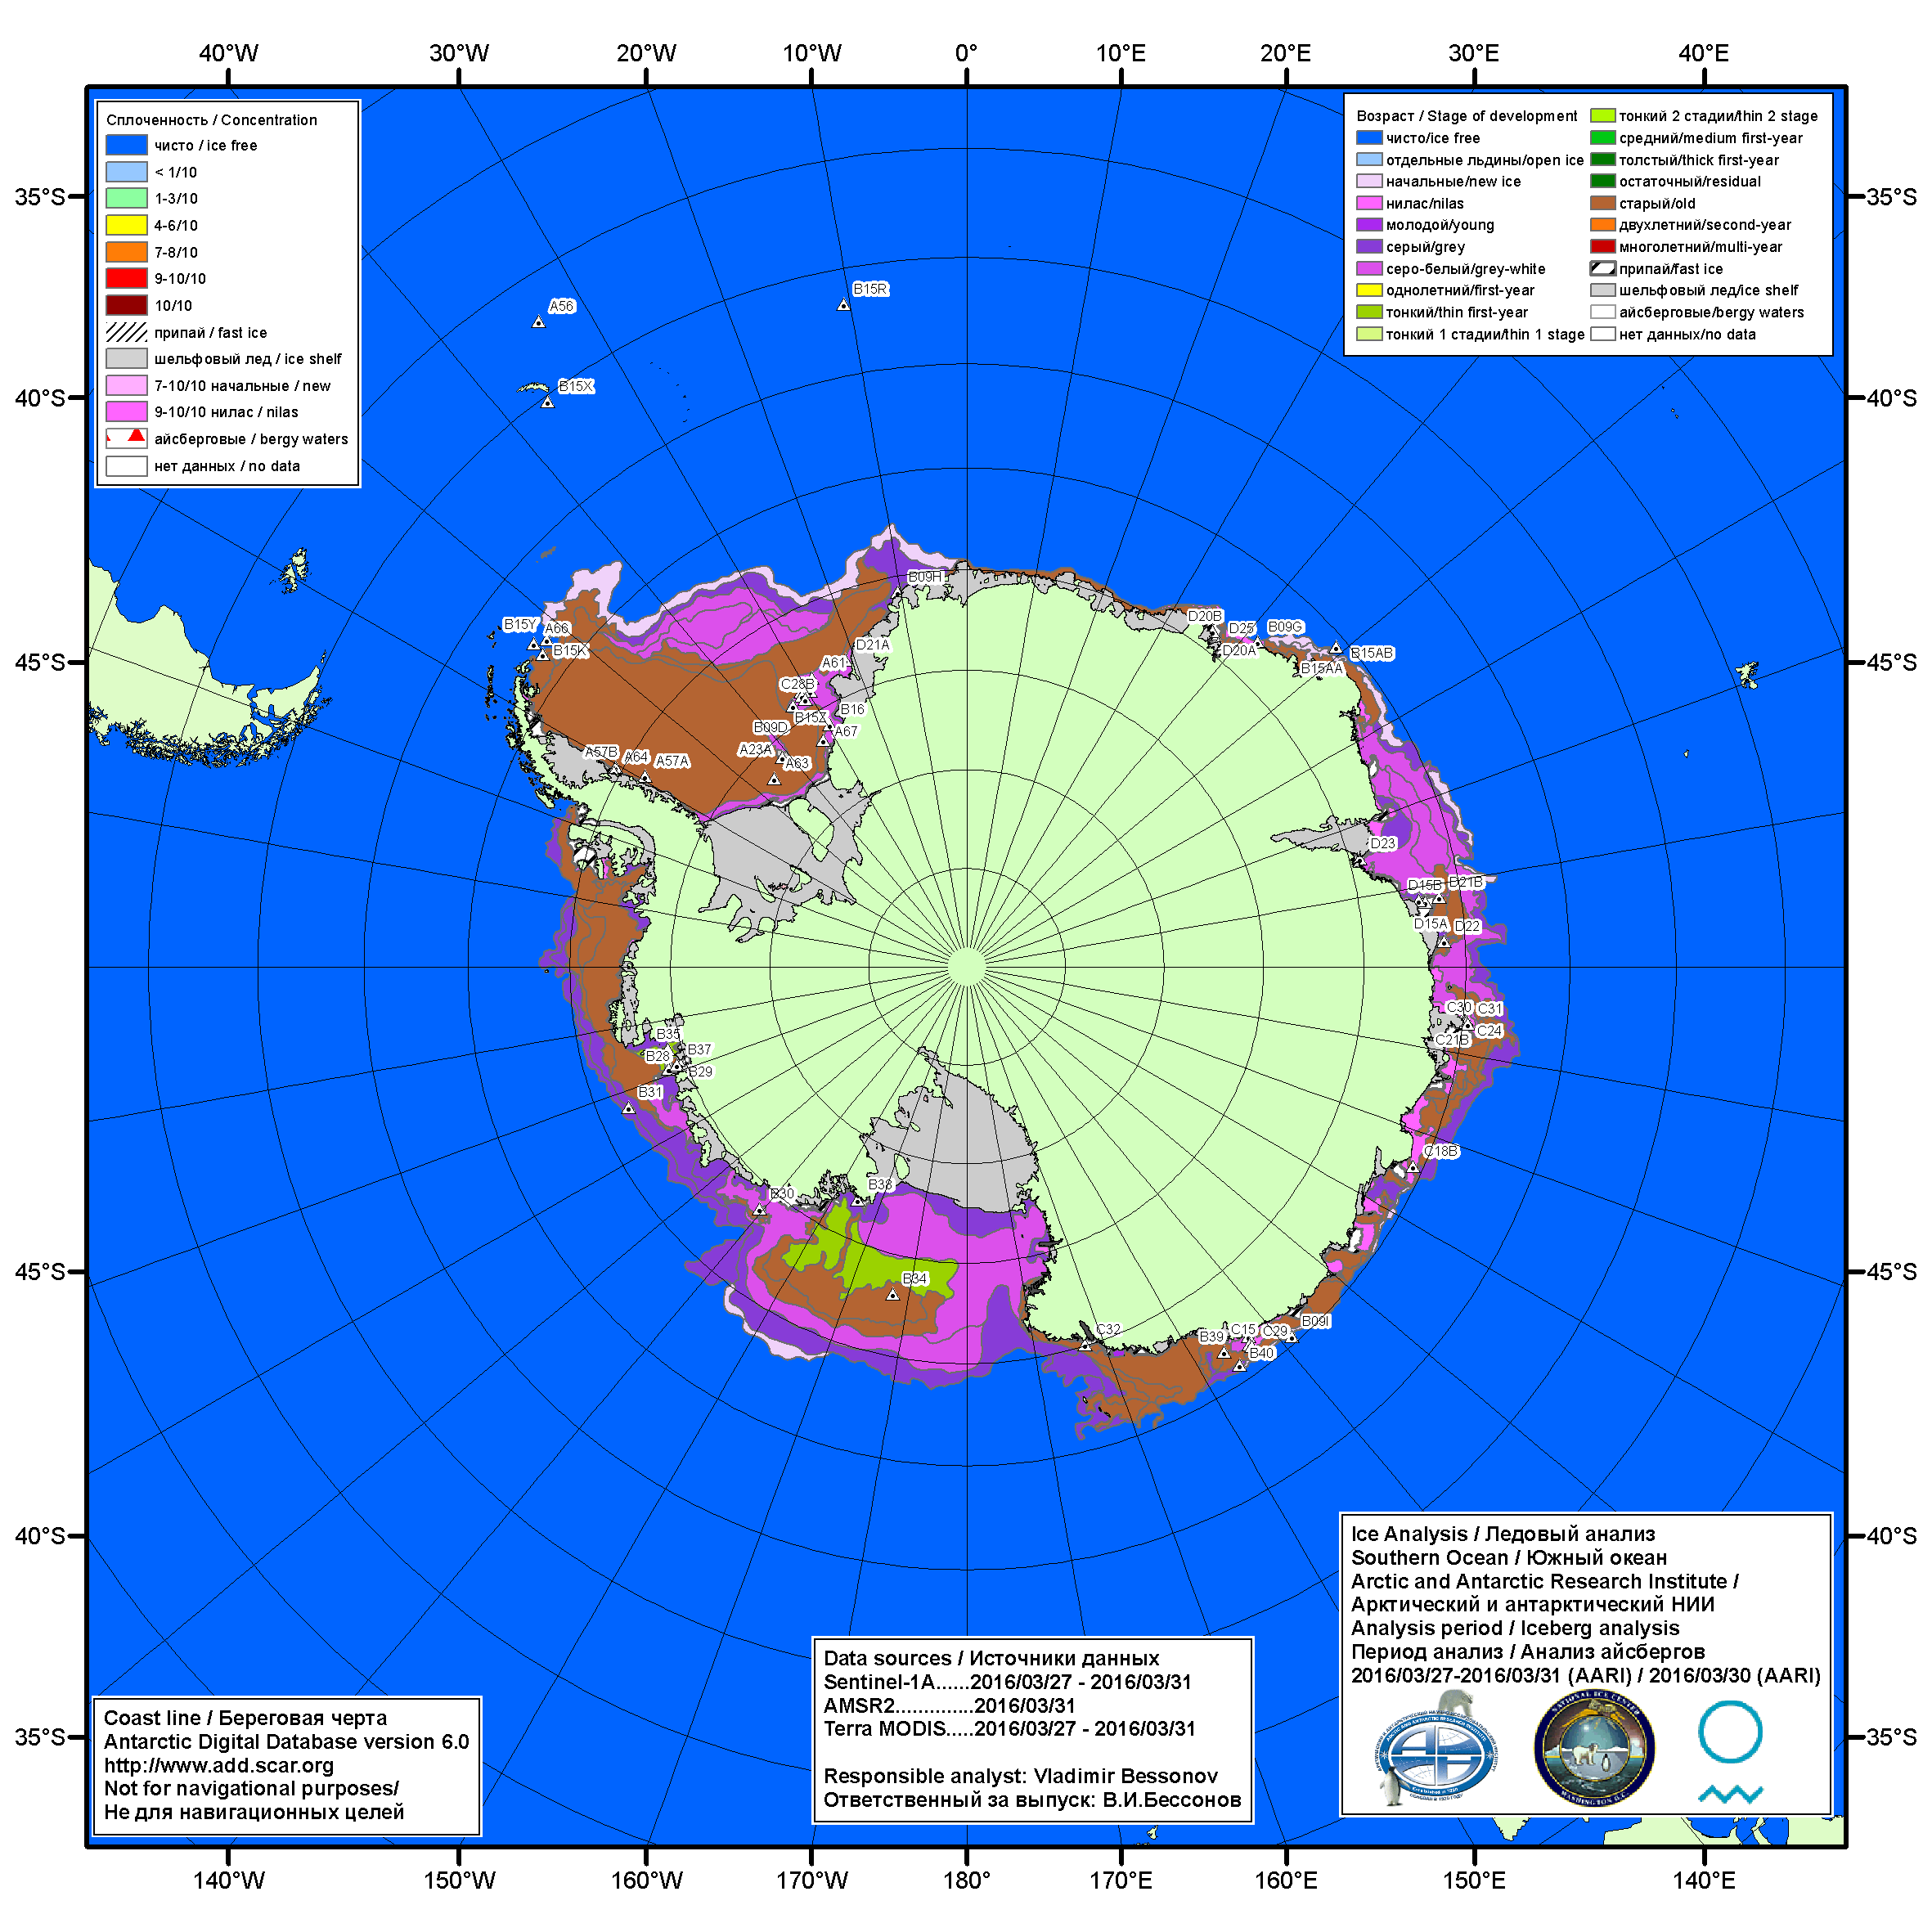 40°W 30°W 20°W 10°W 0° 10°E 20°E 30°E 40°E
35°S
40°S
45°S
45°S
40°S
35°S
35°S
40°S
45°S
45°S
40°S
35°S
140°W 150°W 160°W 170°W 180° 170°E 160°E 150°E 140°E
Сплоченность / Concentration
чисто / ice free
< 1/10
1-3/10
4-6/10
7-8/10
9-10/10
10/10
припай / fast ice
шельфовый лед / ice shelf
7-10/10 начальные / new
9-10/10 нилас / nilas
айсберговые / bergy waters
нет данных / no data
Возраст / Stage of development
чисто/ice free
отдельные льдины/open ice
начальные/new ice
нилас/nilas
молодой/young
серый/grey
серо-белый/grey-white
однолетний/first-year
тонкий/thin first-year
тонкий 1 стадии/thin 1 stage
тонкий 2 стадии/thin 2 stage
средний/medium first-year
толстый/thick first-year
остаточный/residual
старый/old
двухлетний/second-year
многолетний/multi-year
припай/fast ice
шельфовый лед/ice shelf
айсберговые/bergy waters
нет данных/no data
A56
B15R
B15X
B09H
B15Y
A66
B15K
D21A
A61
C28B
B16
B15Z
B09D
A67
A23A
A63
A57B
A64
A57A
D20B
D25
B09G
D20A
B15AB
B15AA
D23
D15B
B21B
D15A
D22
C30
C31
C24
C21B
C18B
B35
B37
B28
B29
B31
B30
B38
B34
C32
B39
C15
C29
B09I
B40
Ice Analysis / Ледовый анализ
Southern Ocean / Южный океан
Arctic and Antarctic Research Institute /
Арктический и антарктический НИИ
Analysis period / Iceberg analysis
Период анализ / Анализ айсбергов
2016/03/27-2016/03/31 (AARI) / 2016/03/30 (AARI)
NATIONAL ICE CENTER
WASHINGTON D.C.
Data sources / Источники данных
Sentinel-1A......2016/03/27 - 2016/03/31
AMSR2..............2016/03/31
Terra MODIS.....2016/03/27 - 2016/03/31
Responsible analyst: Vladimir Bessonov
Ответственный за выпуск: В.И.Бессонов
Coast line / Береговая черта
Antarctic Digital Database version 6.0
http://www.add.scar.org
Not for navigational purposes/
Не для навигационных целей